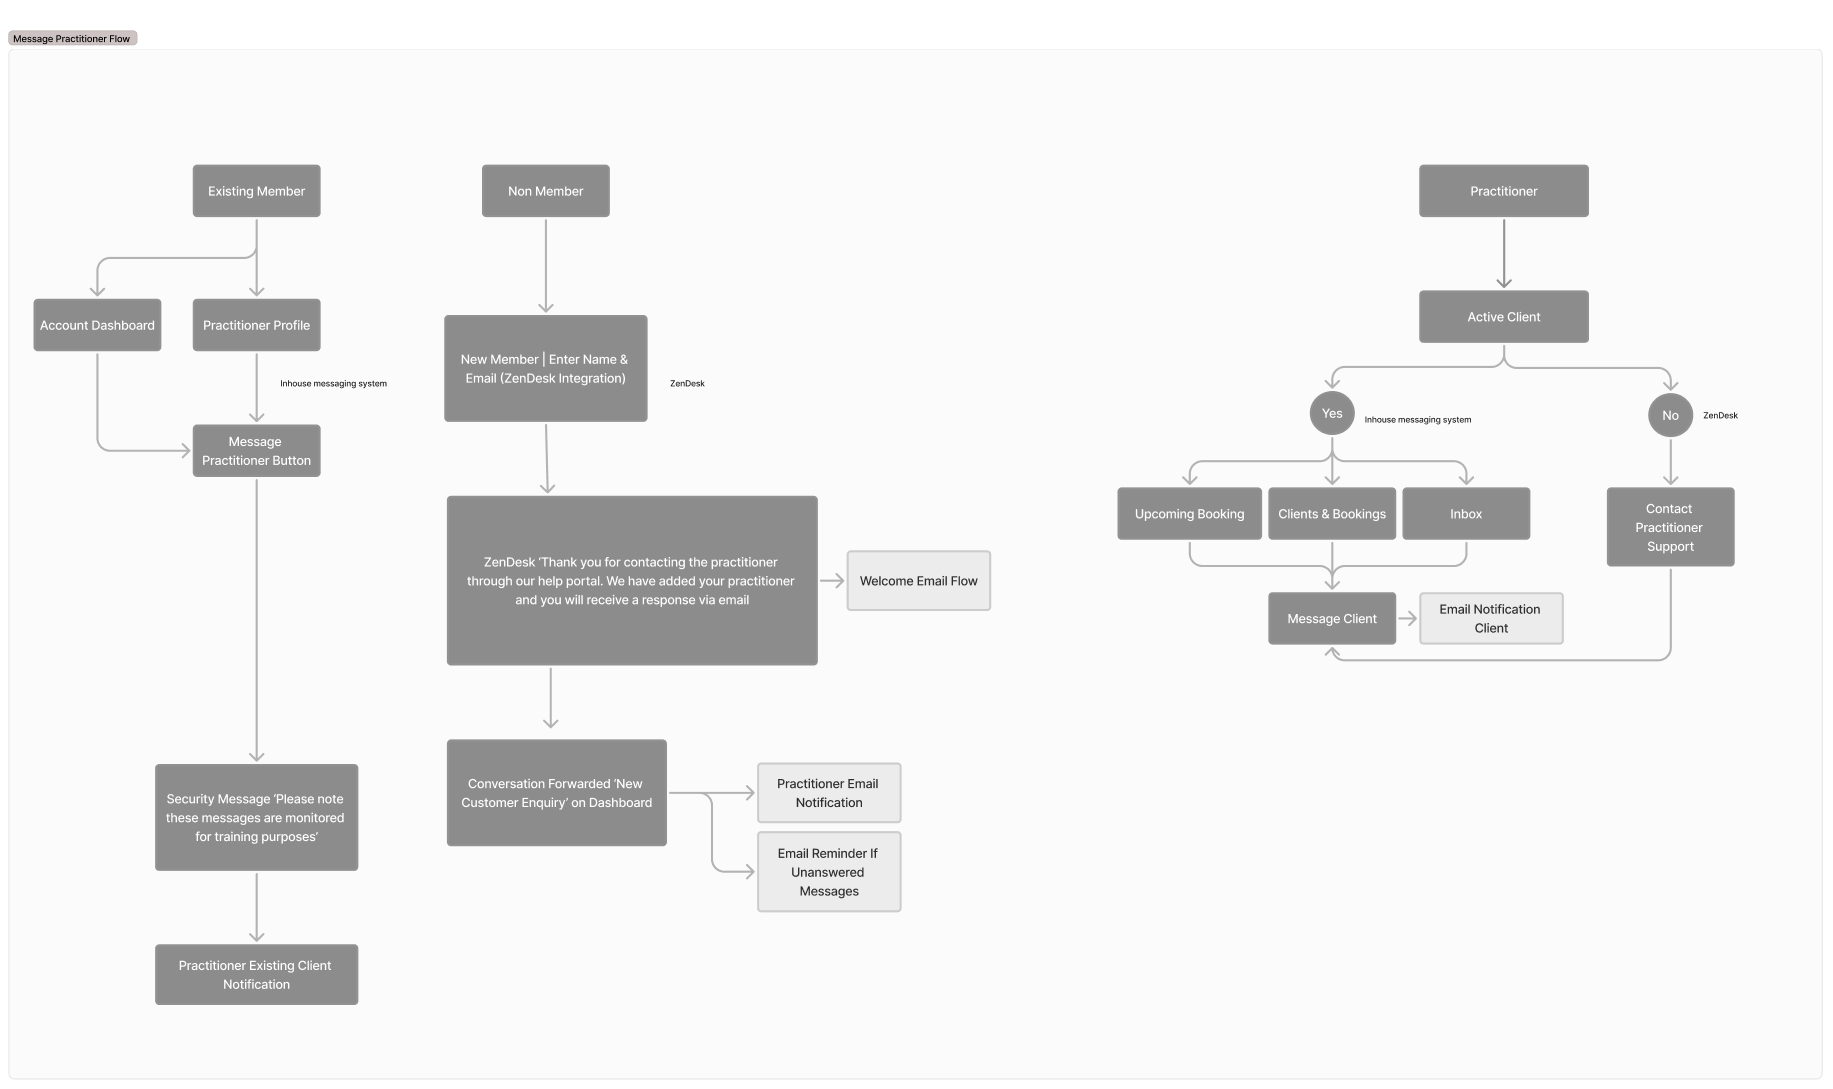 Message Practitioner Flow
Existing Member
Account Dashboard
Practitioner Profile
Inhouse messaging system
Message
Practitioner Button
Security Message ‘Please note
these messages are monitored
for training purposes’
Practitioner Existing Client
Notification
Non Member
New Member | Enter Name &
Email (ZenDesk Integration)
ZenDesk
ZenDesk ‘Thank you for contacting the practitioner
through our help portal. We have added your practitioner
and you will receive a response via email
Welcome Email Flow
Conversation Forwarded ‘New
Customer Enquiry’ on Dashboard
Practitioner Email
Notification
Email Reminder If
Unanswered
Messages
Practitioner
Active Client
Yes
Inhouse messaging system
No
ZenDesk
Upcoming Booking
Clients & Bookings
Inbox
Contact
Practitioner
Support
Message Client
Email Notification
Client